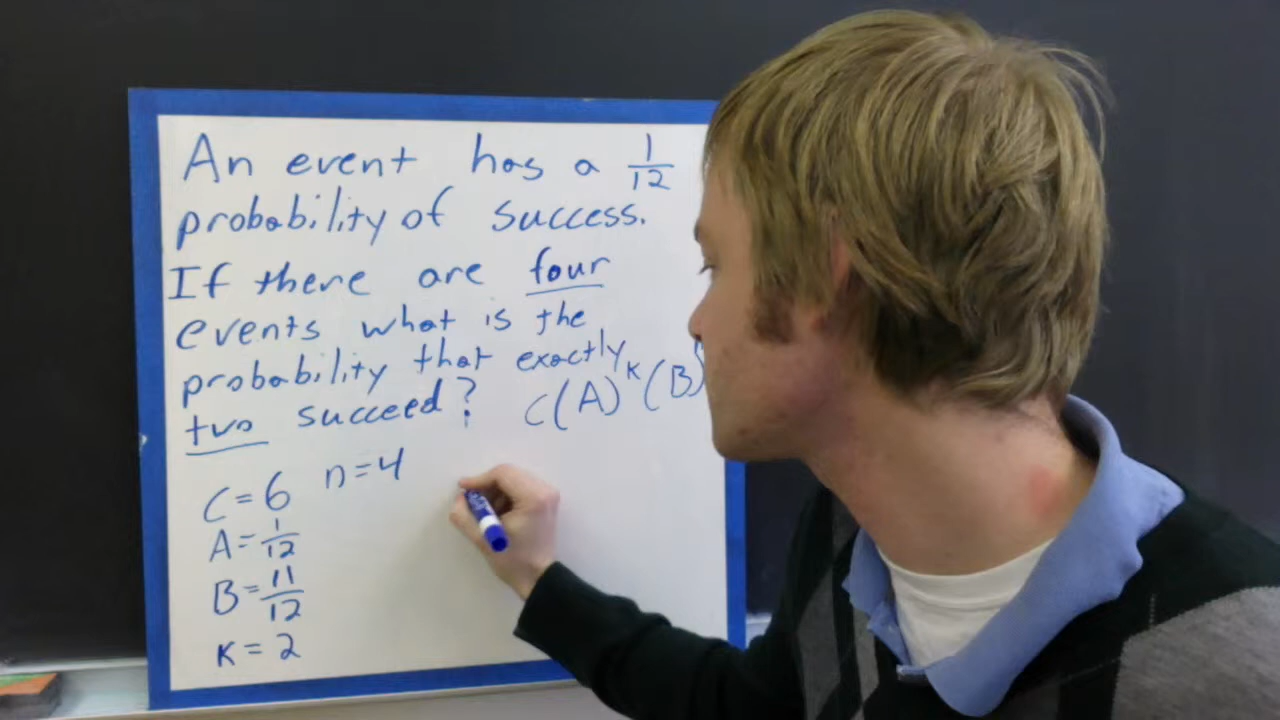 An event has a 1/12
probability of success.
If there are four
events what is the
probability that exactly
two succeed? C(A)^K(B)
C=6 n=4
A=1/12
B=11/12
K=2